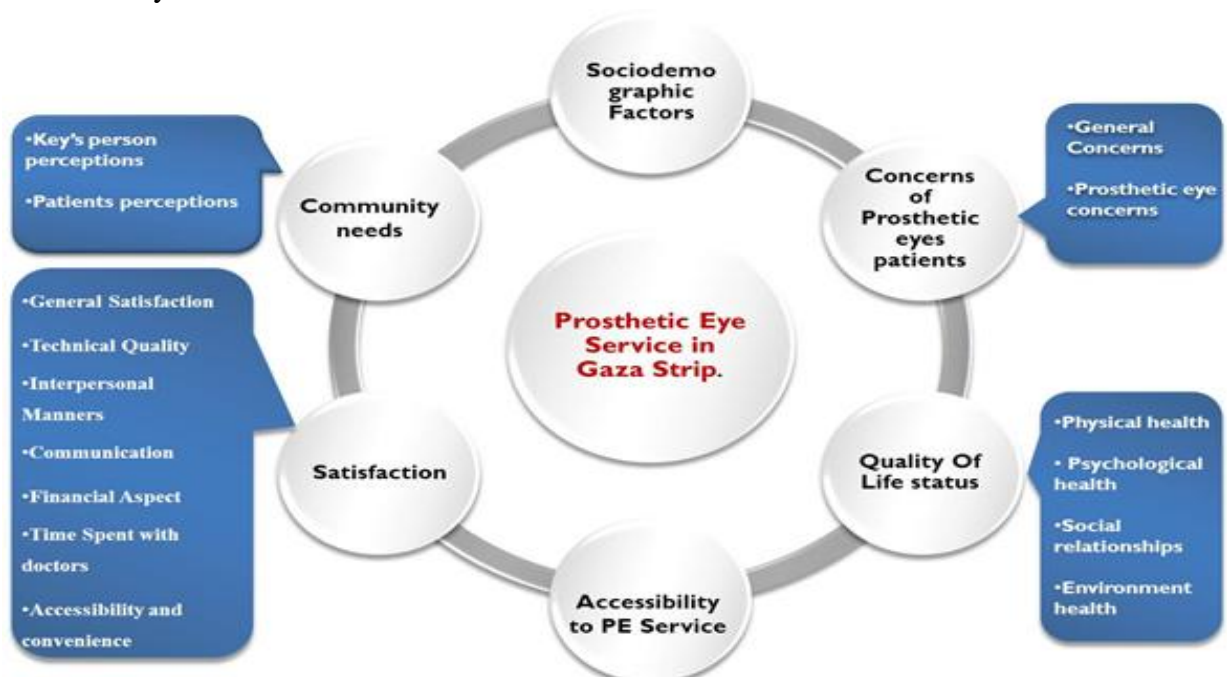 Sociodemo
graphic
Factors
•Key's person
perceptions
•Patients perceptions
Community
needs
Concerns
of
Prosthetic
eyes
patients
•General
Concerns
•Prosthetic eye
concerns
Prosthetic Eye
Service in
Gaza Strip.
•General Satisfaction
•Technical Quality
•Interpersonal
Manners
•Communication
•Financial Aspect
•Time Spent with
doctors
•Accessibility and
convenience
Satisfaction
Quality Of
Life status
•Physical health
• Psychological
health
•Social
relationships
•Environment
health
Accessibility
to PE Service